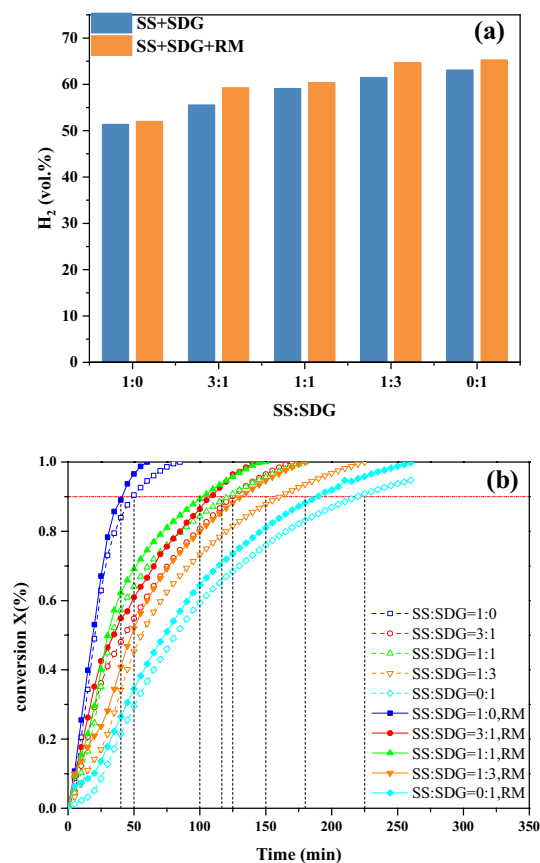 SS+SDG
SS+SDG+RM
(a)
70
60
50
40
30
20
10
0
H₂ (vol.%)
1:0 3:1 1:1 1:3 0:1
SS:SDG
(b)
1.0
0.8
0.6
0.4
0.2
0.0
conversion X(%)
SS:SDG=1:0
SS:SDG=3:1
SS:SDG=1:1
SS:SDG=1:3
SS:SDG=0:1
SS:SDG=1:0,RM
SS:SDG=3:1,RM
SS:SDG=1:1,RM
SS:SDG=1:3,RM
SS:SDG=0:1,RM
0 50 100 150 200 250 300 350
Time (min)